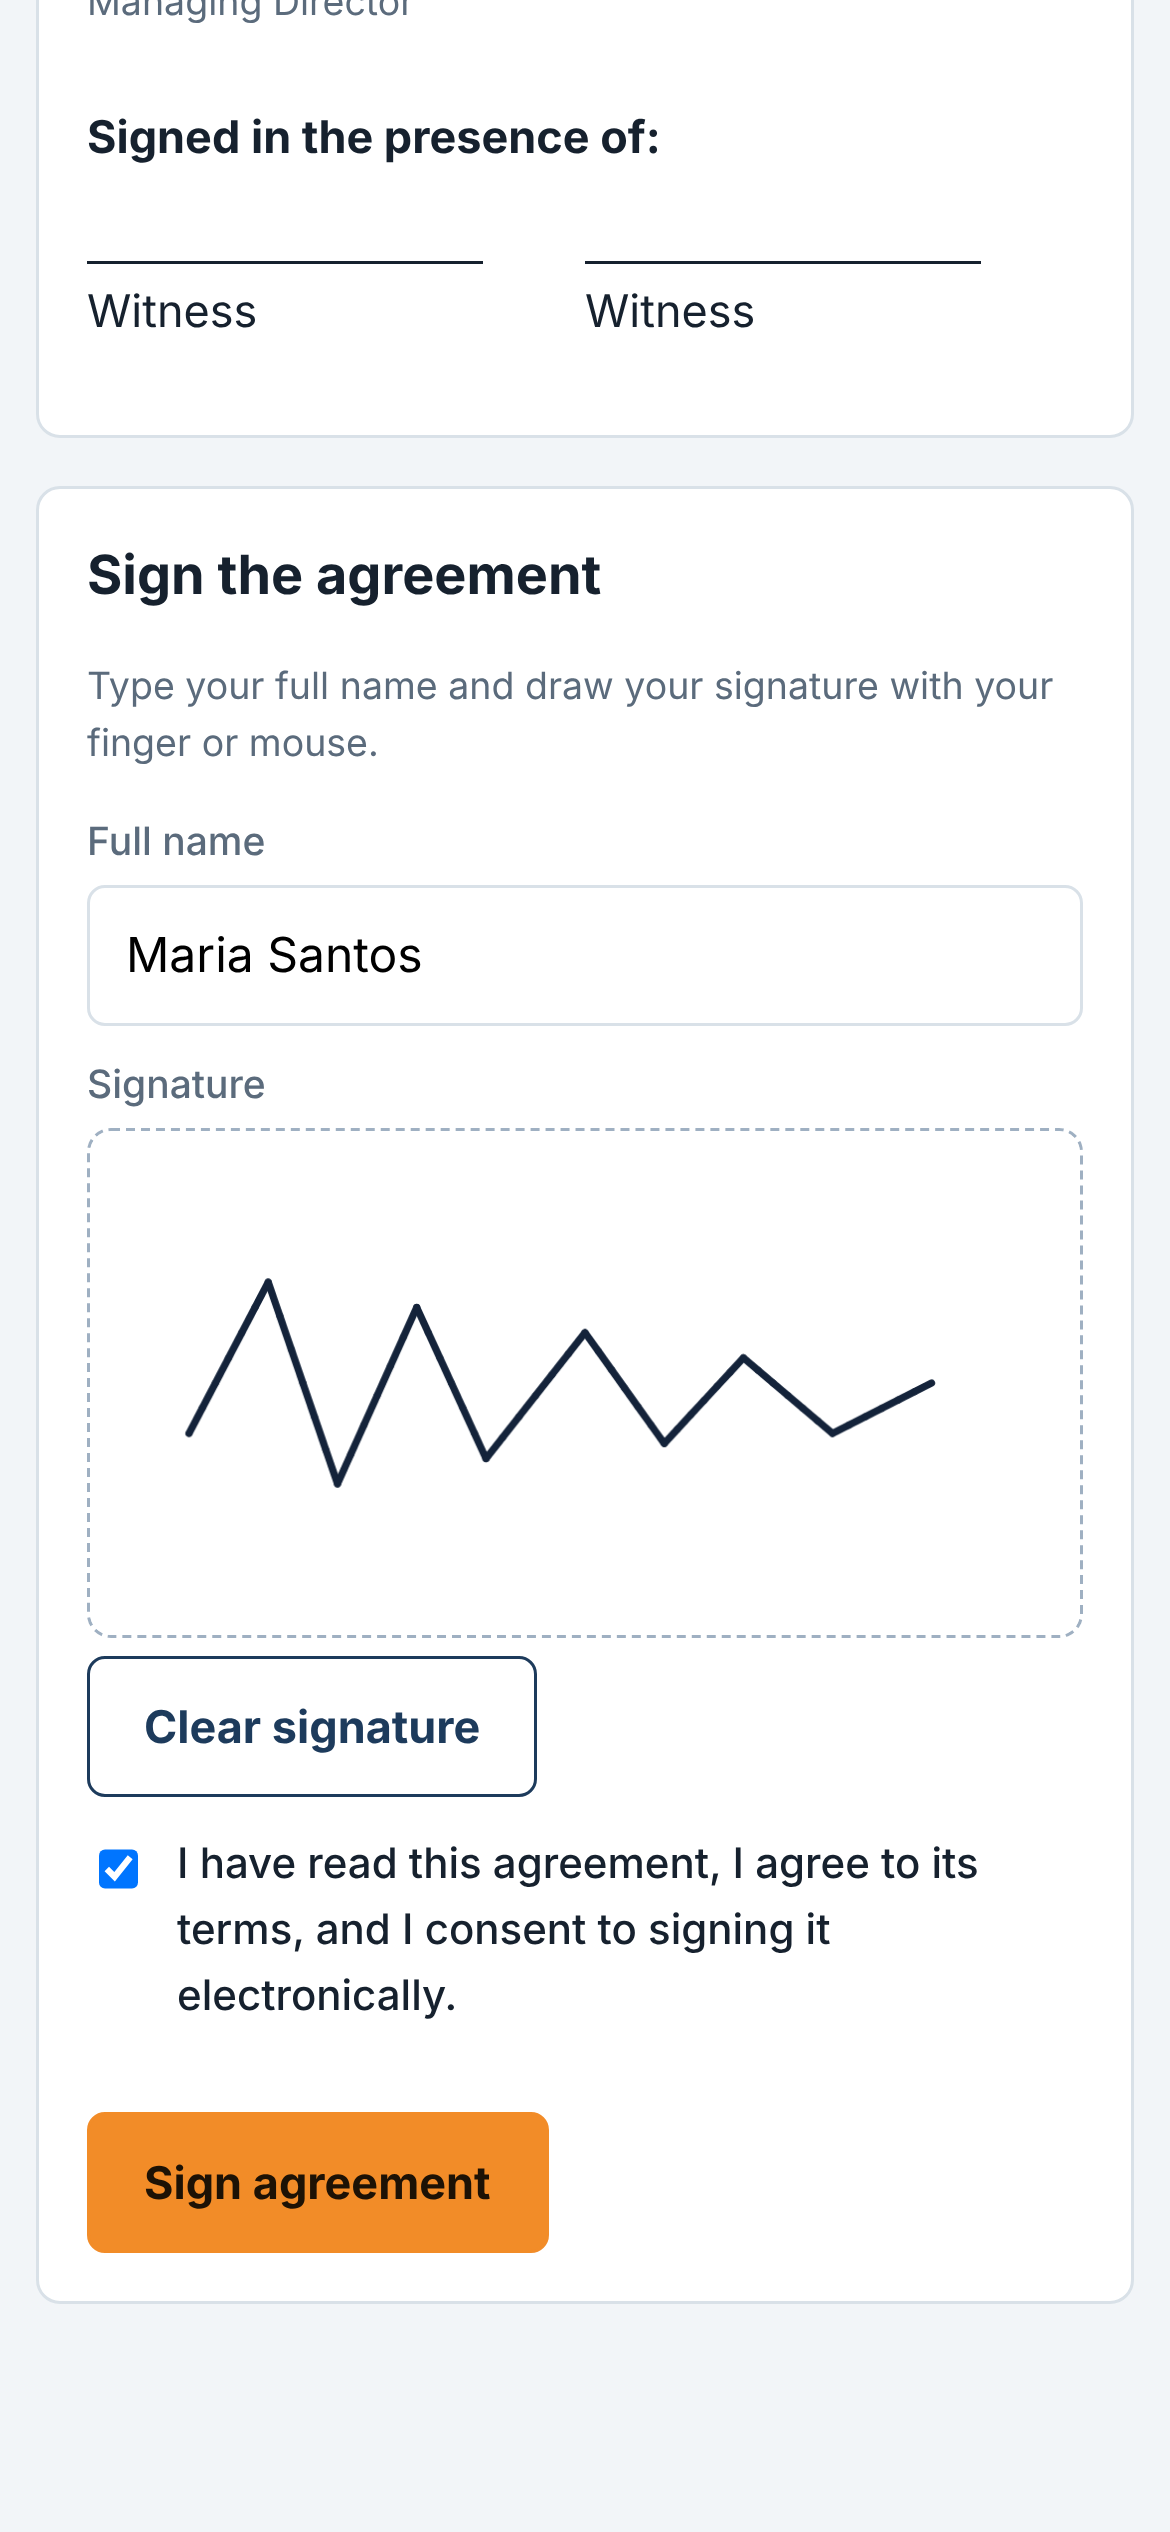 Managing Director
Signed in the presence of:
Witness
Witness
Sign the agreement
Type your full name and draw your signature with your
finger or mouse.
Full name
Maria Santos
Signature
Clear signature
I have read this agreement, I agree to its
terms, and I consent to signing it
electronically.
Sign agreement